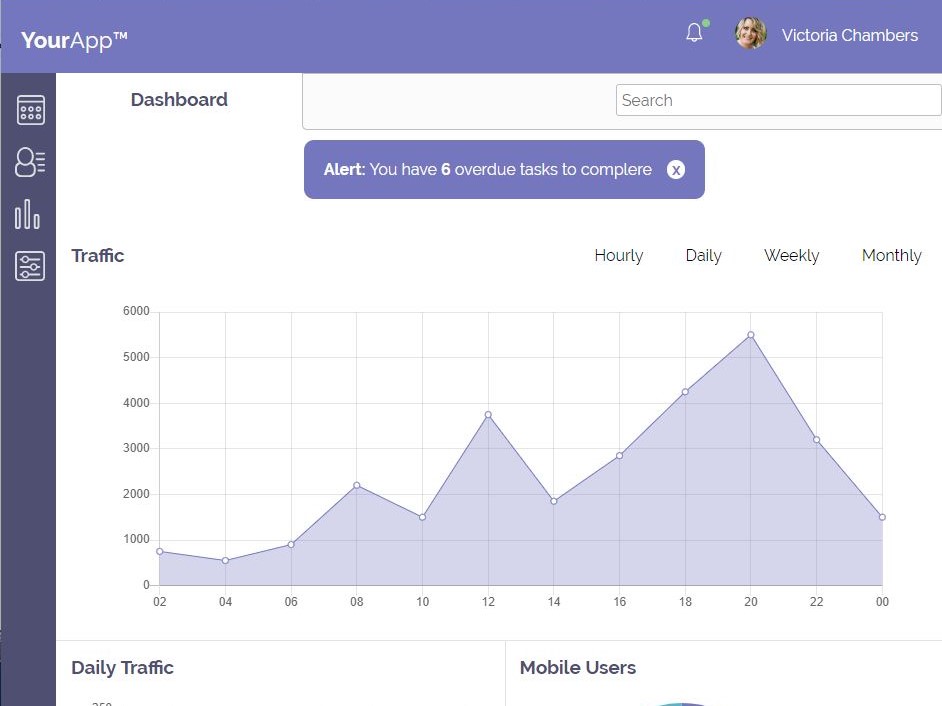 YourApp™
Victoria Chambers
Dashboard
Search
Alert: You have 6 overdue tasks to complere x
Traffic
Hourly Daily Weekly Monthly
6000
5000
4000
3000
2000
1000
0
02 04 06 08 10 12 14 16 18 20 22 00
Daily Traffic
Mobile Users